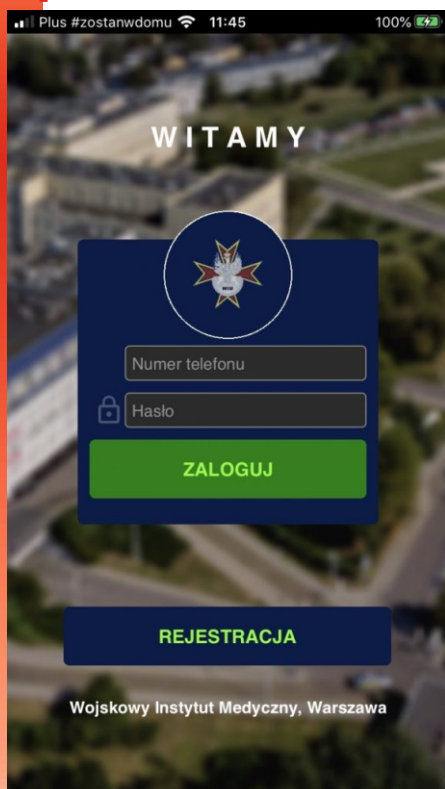 Plus #zostanwdomu 11:45 100%
WITAMY
Numer telefonu
Hasło
ZALOGUJ
REJESTRACJA
Wojskowy Instytut Medyczny, Warszawa